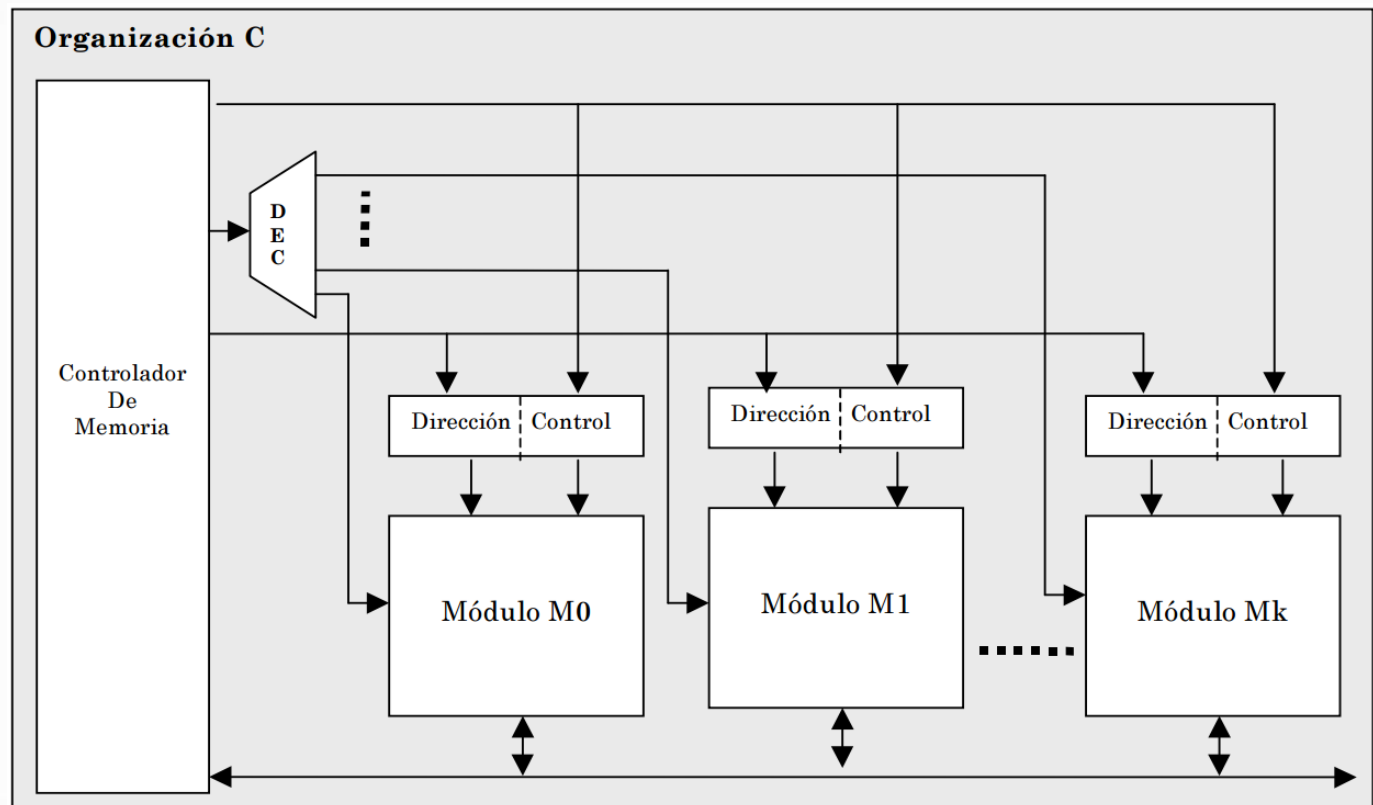 Organización C
D
E
C
Controlador
De
Memoria
Dirección Control
Dirección Control
Dirección Control
Módulo M0
Módulo M1
Módulo Mk